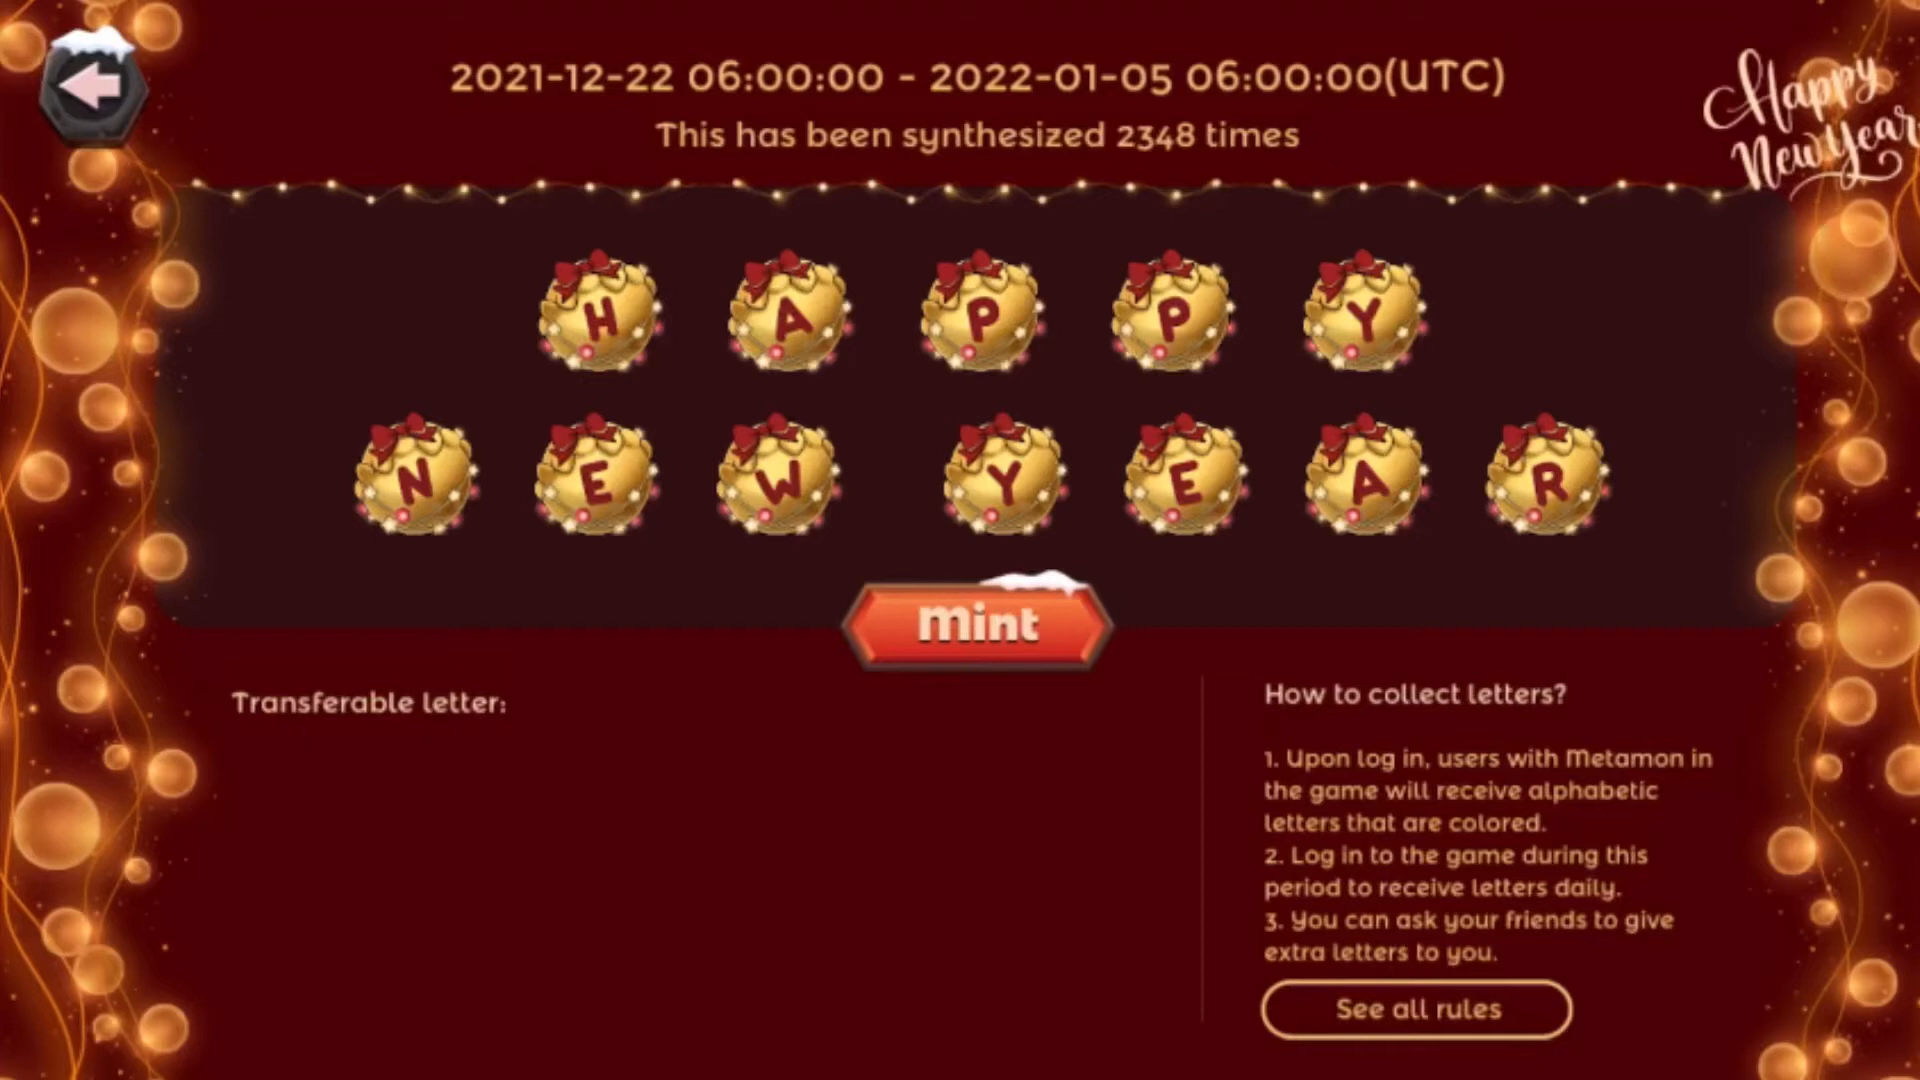 2021-12-22 06:00:00 - 2022-01-05 06:00:00(UTC)
This has been synthesized 2348 times
Happy
New Year
H A P P Y
N E W Y E A R
Mint
Transferable letter:
How to collect letters?
1. Upon log in, users with Metamon in
the game will receive alphabetic
letters that are colored.
2. Log in to the game during this
period to receive letters daily.
3. You can ask your friends to give
extra letters to you.
See all rules